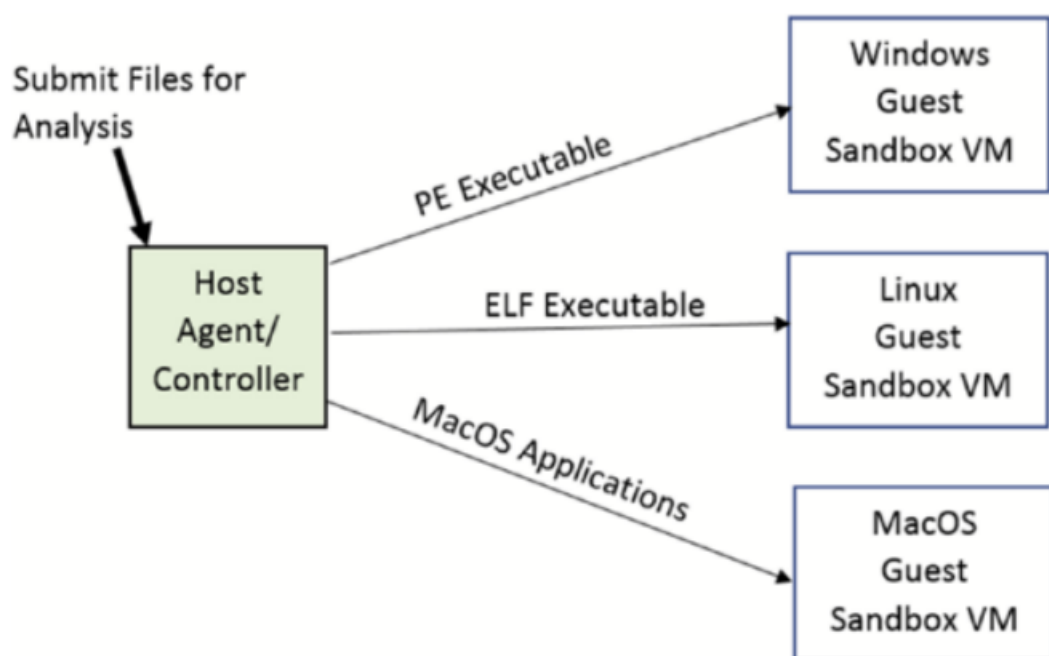 Submit Files for
Analysis
Host
Agent/
Controller
PE Executable
ELF Executable
MacOS Applications
Windows
Guest
Sandbox VM
Linux
Guest
Sandbox VM
MacOS
Guest
Sandbox VM